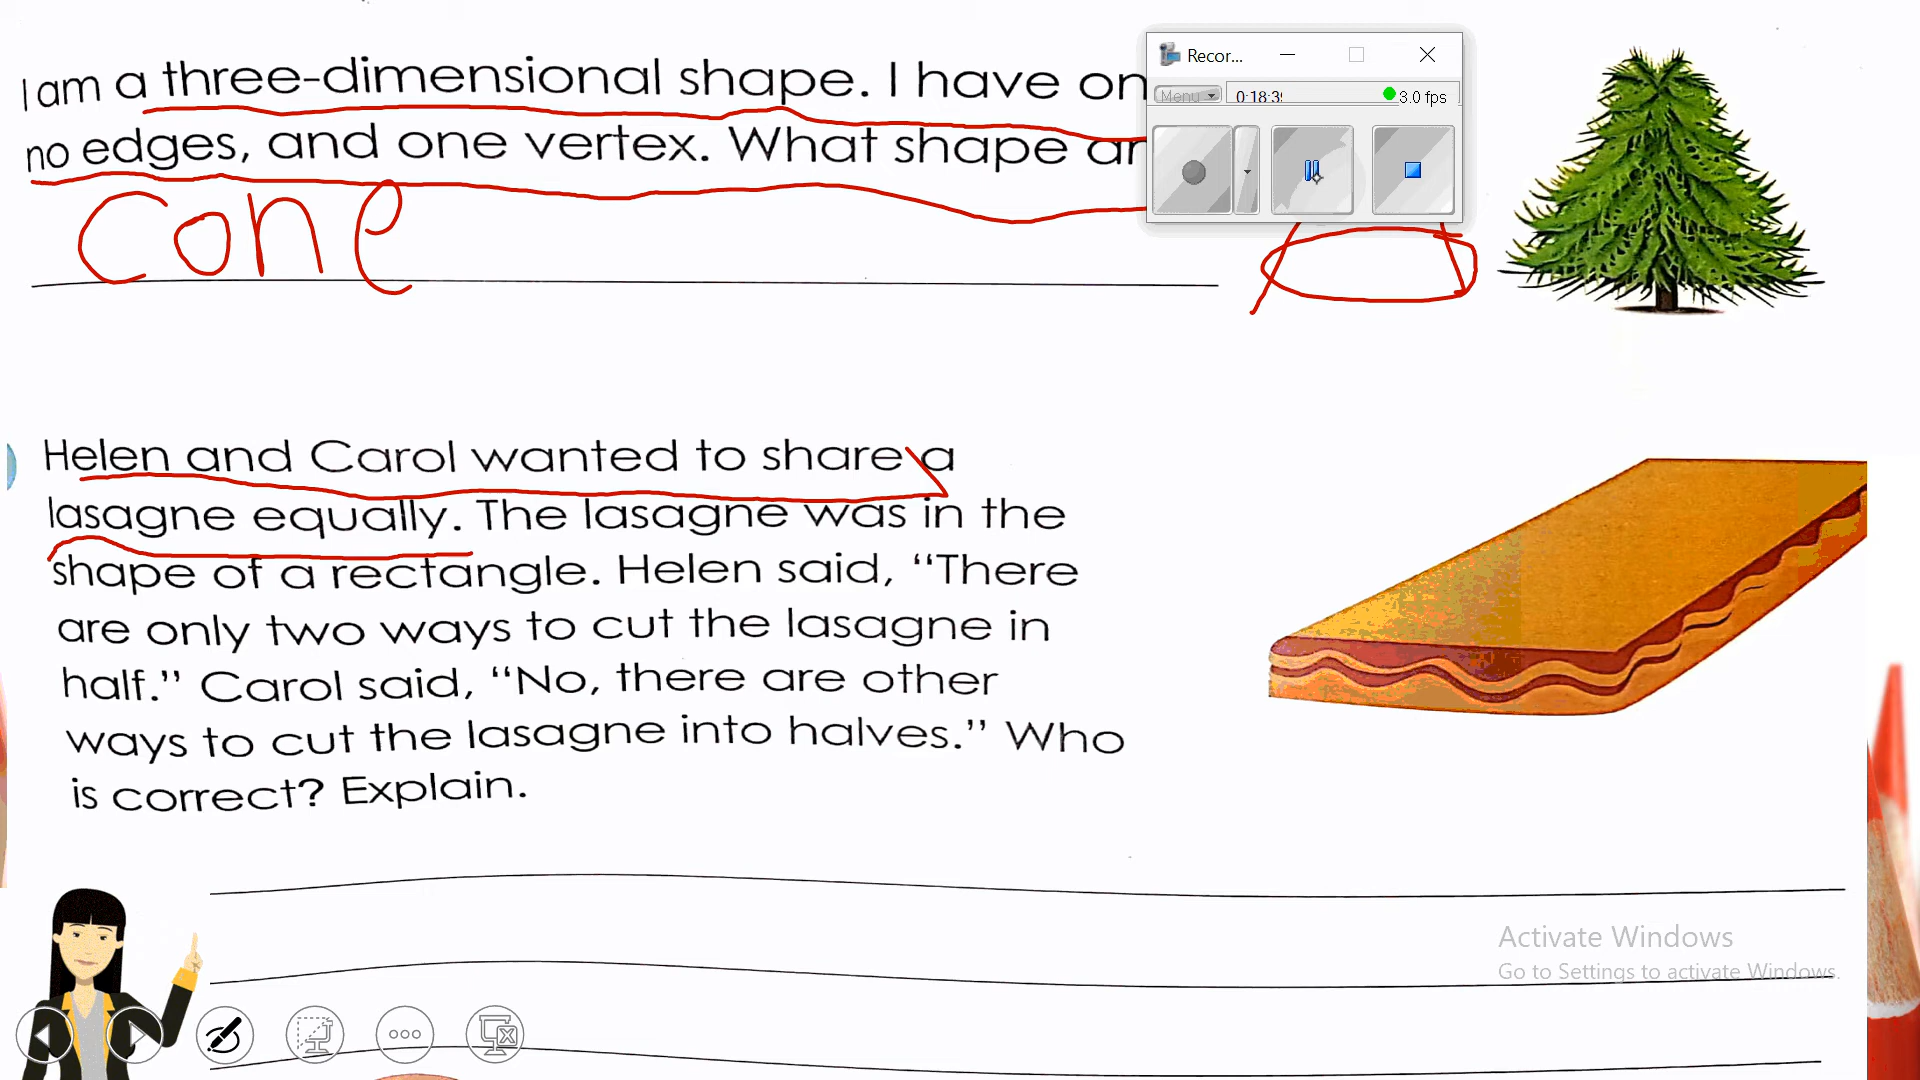 I am a three-dimensional shape. I have on
no edges, and one vertex. What shape
cone
Recor...
Menu
0:18:39
3.0 fps
Helen and Carol wanted to share a
lasagne equally. The lasagne was in the
shape of a rectangle. Helen said, “There
are only two ways to cut the lasagne in
half.” Carol said, “No, there are other
ways to cut the lasagne into halves.” Who
is correct? Explain.
Activate Windows
Go to Settings to activate Windows.